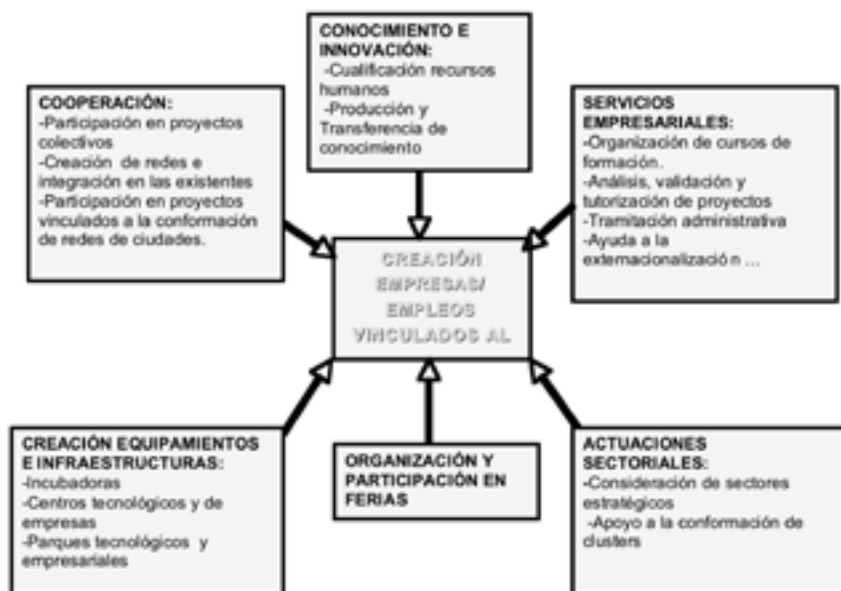 CONOCIMIENTO E
INNOVACIÓN:
-Cualificación recursos
humanos
-Producción y
Transferencia de
conocimiento
COOPERACIÓN:
-Participación en proyectos
colectivos
-Creación de redes e
integración en las existentes
-Participación en proyectos
vinculados a la conformación
de redes de ciudades.
SERVICIOS
EMPRESARIALES:
-Organización de cursos de
formación.
-Análisis, validación y
tutorización de proyectos
-Tramitación administrativa
-Ayuda a la
externacionalización ...
CREACIÓN
EMPRESAS/
EMPLEOS
VINCULADOS AL
CREACIÓN EQUIPAMIENTOS
E INFRAESTRUCTURAS:
-Incubadoras
-Centros tecnológicos y de
empresas
-Parques tecnológicos y
empresariales
ORGANIZACIÓN Y
PARTICIPACIÓN EN
FERIAS
ACTUACIONES
SECTORIALES:
-Consideración de sectores
estratégicos
-Apoyo a la conformación de
clusters